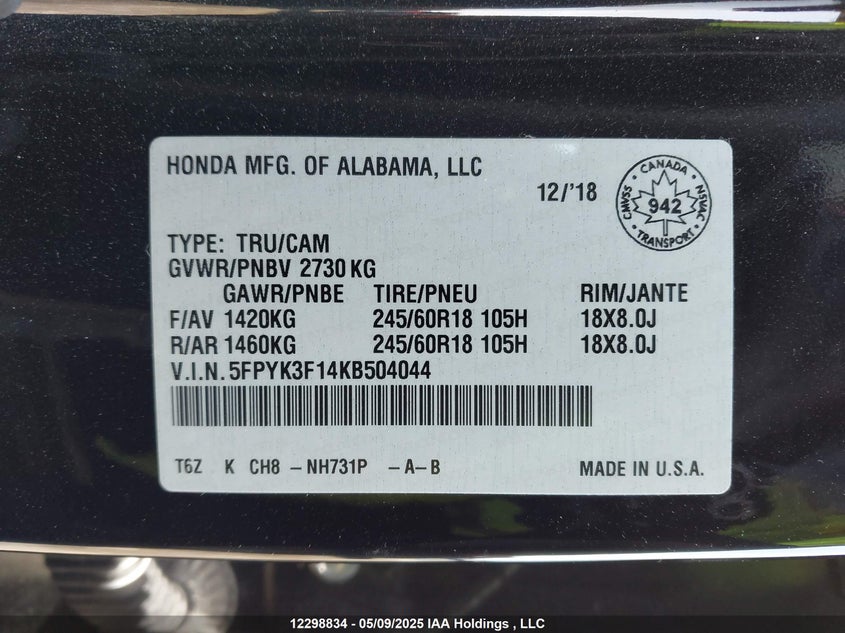 HONDA MFG. OF ALABAMA, LLC
12/'18
CANADA
CMVSS 942 NSVAC
TRANSPORT
TYPE: TRU/CAM
GVWR/PNBV 2730 KG
GAWR/PNBE TIRE/PNEU RIM/JANTE
F/AV 1420KG 245/60R18 105H 18X8.0J
R/AR 1460KG 245/60R18 105H 18X8.0J
V.I.N. 5FPYK3F14KB504044
T6Z K CH8 -NH731P -A-B MADE IN U.S.A.
12298834 - 05/09/2025 IAA Holdings , LLC